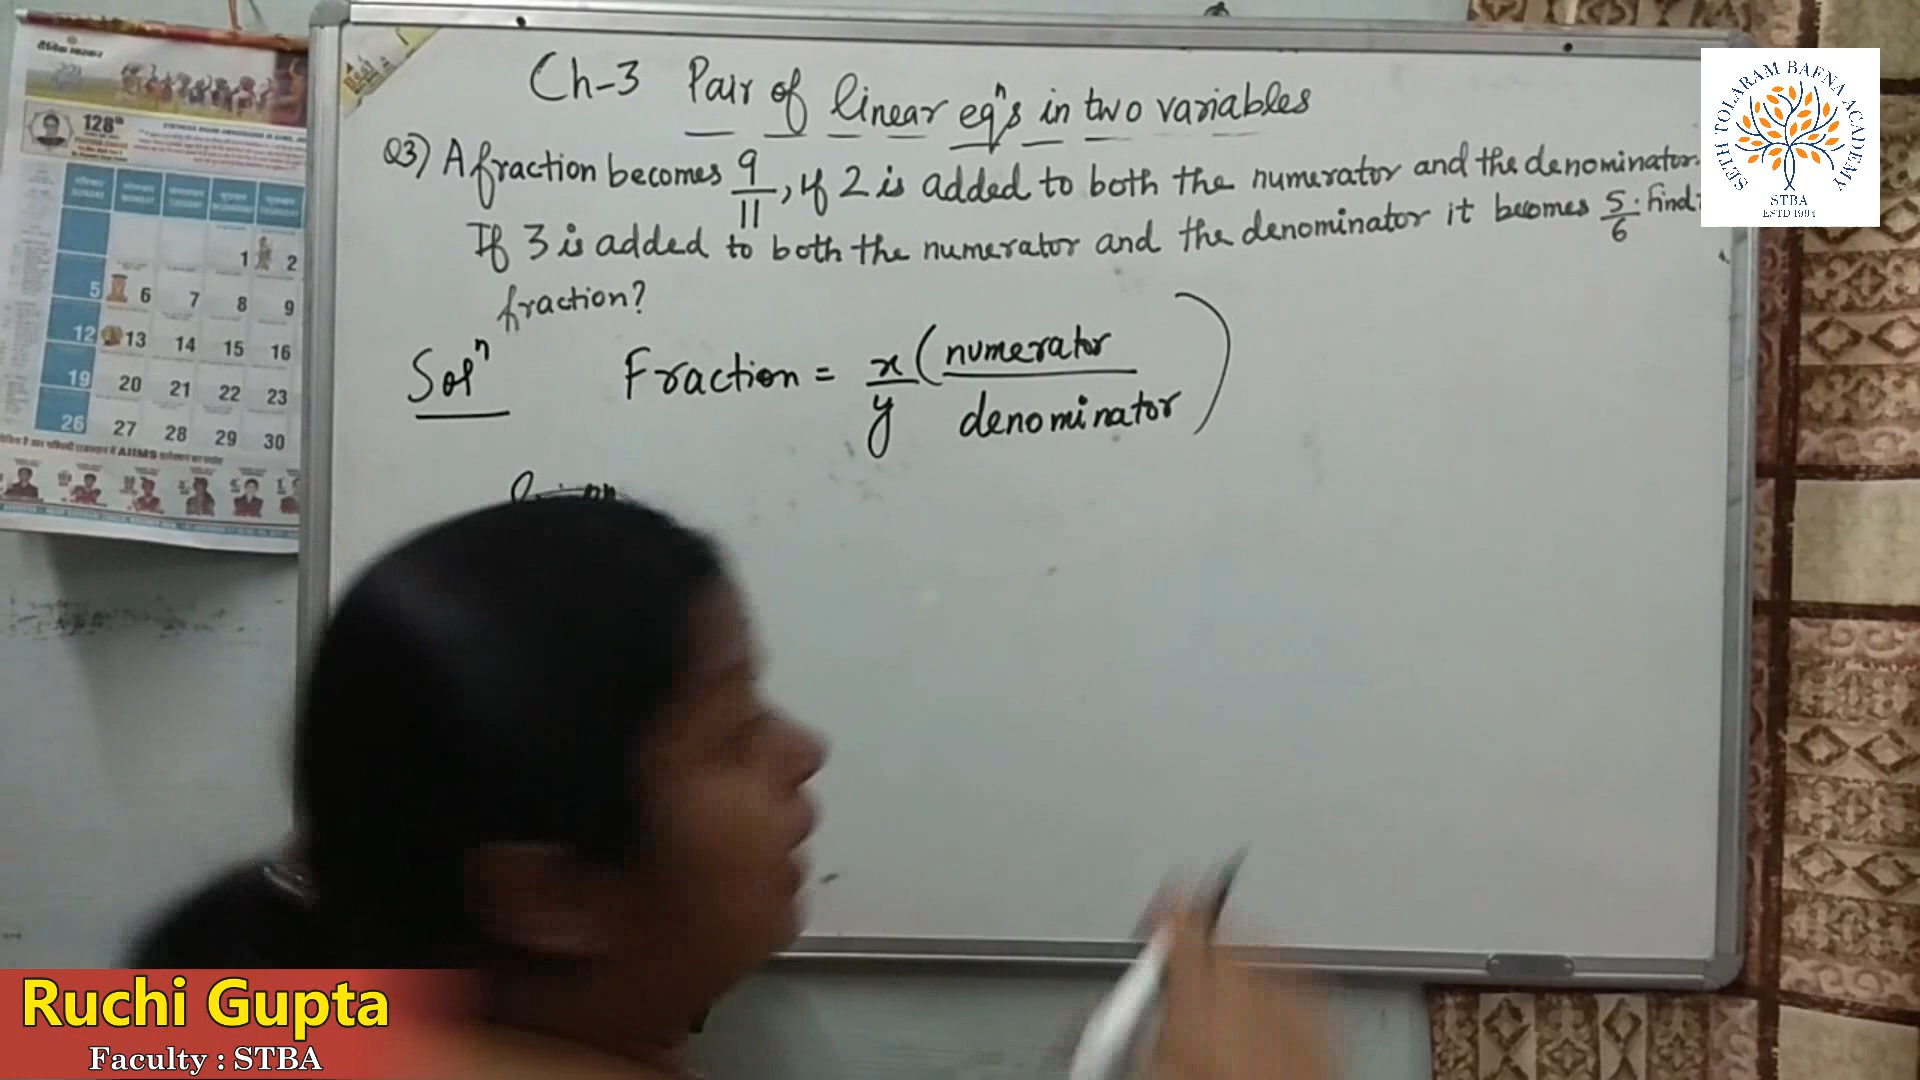 Ch-3 Pair of linear eqⁿs in two variables
Q3) A fraction becomes 9/11, if 2 is added to both the numerator and the denominator.
If 3 is added to both the numerator and the denominator it becomes 5/6. Find
fraction?
Solⁿ Fraction = x/y (numerator/denominator)
SETH TOLARAM BAFNA ACADEMY
STBA
ESTD 1994
128th
SUNDAY MONDAY
1 2
5 6 7 8 9
12 13 14 15 16
19 20 21 22 23
26 27 28 29 30
AIIMS
Ruchi Gupta
Faculty : STBA